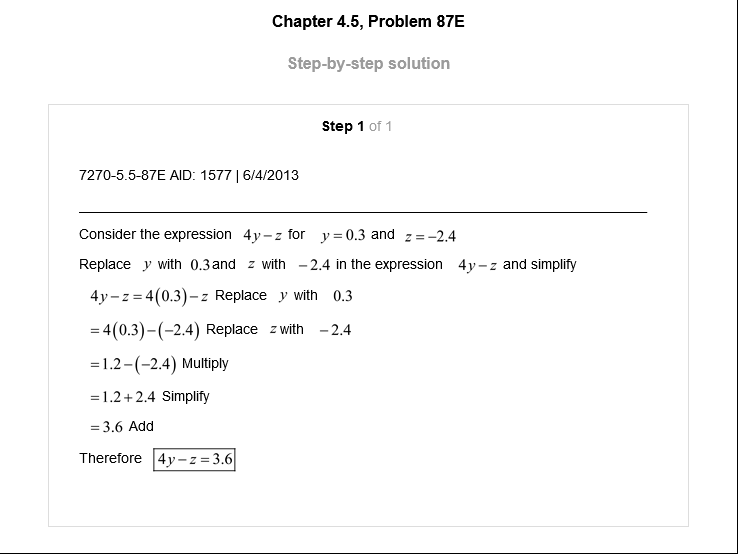 Chapter 4.5, Problem 87E
Step-by-step solution
Step 1 of 1
7270-5.5-87E AID: 1577 | 6/4/2013
Consider the expression 4y−z for y=0.3 and z=−2.4
Replace y with 0.3and z with −2.4 in the expression 4y−z and simplify
4y−z=4(0.3)−z Replace y with 0.3
=4(0.3)−(−2.4) Replace z with −2.4
=1.2−(−2.4) Multiply
=1.2+2.4 Simplify
=3.6 Add
Therefore 4y−z=3.6